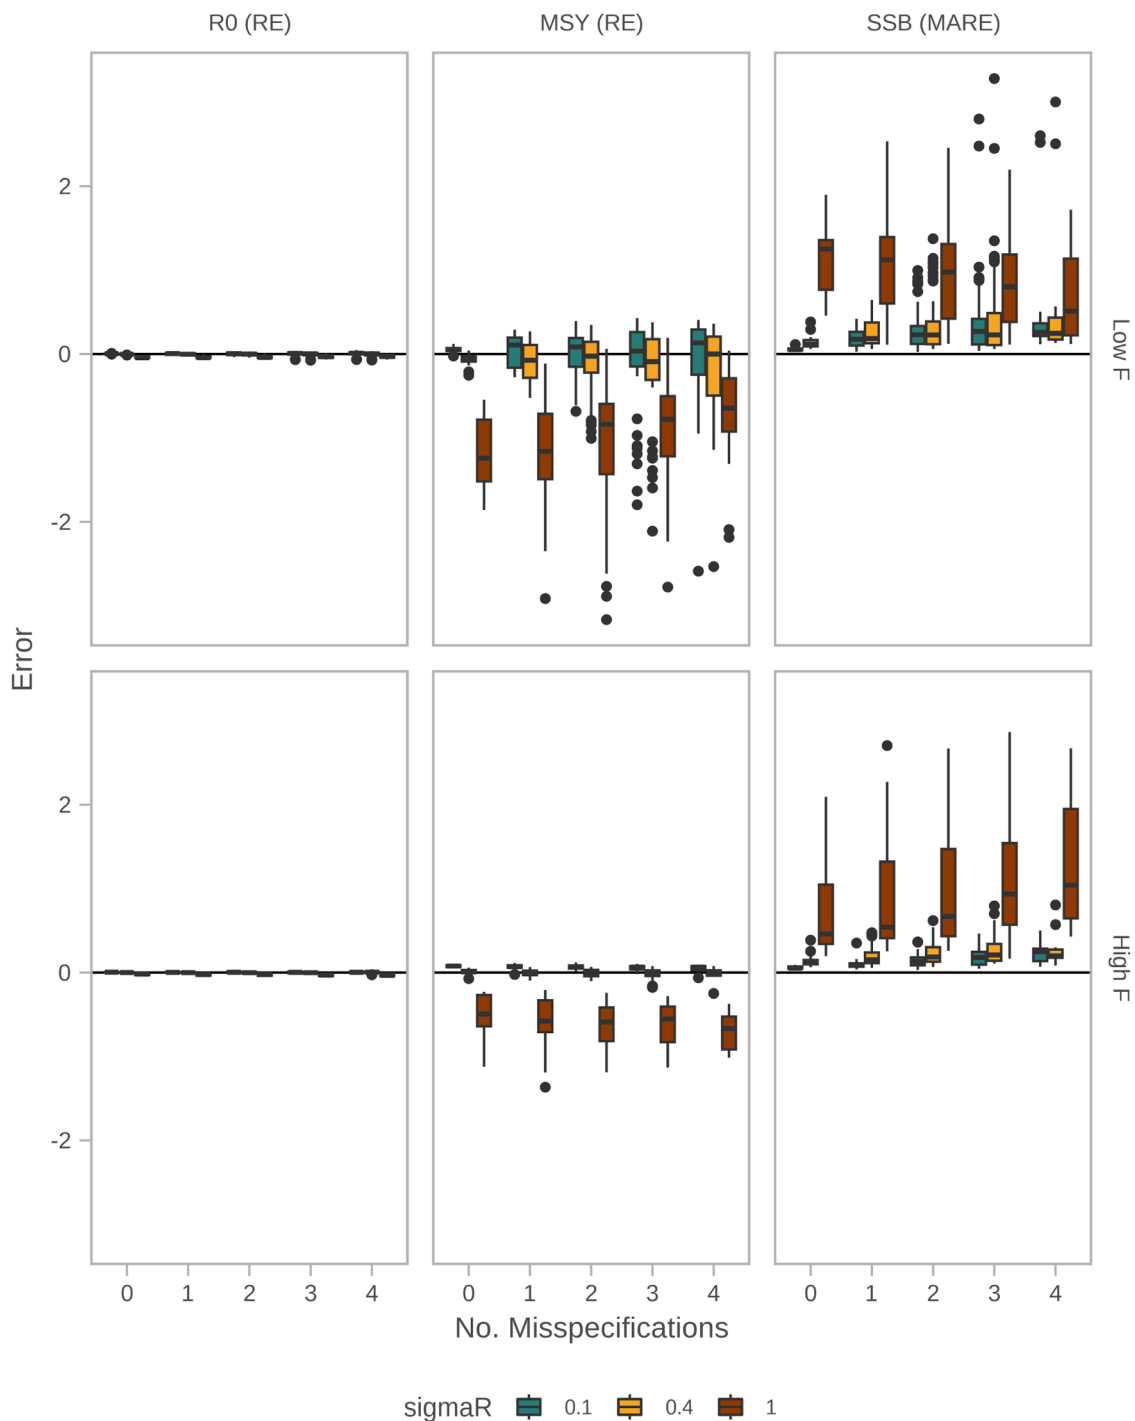 R0 (RE) MSY (RE) SSB (MARE)
2
0
-2
Low F
Error
2
0
-2
High F
0 1 2 3 4 0 1 2 3 4 0 1 2 3 4
No. Misspecifications
sigmaR 0.1 0.4 1